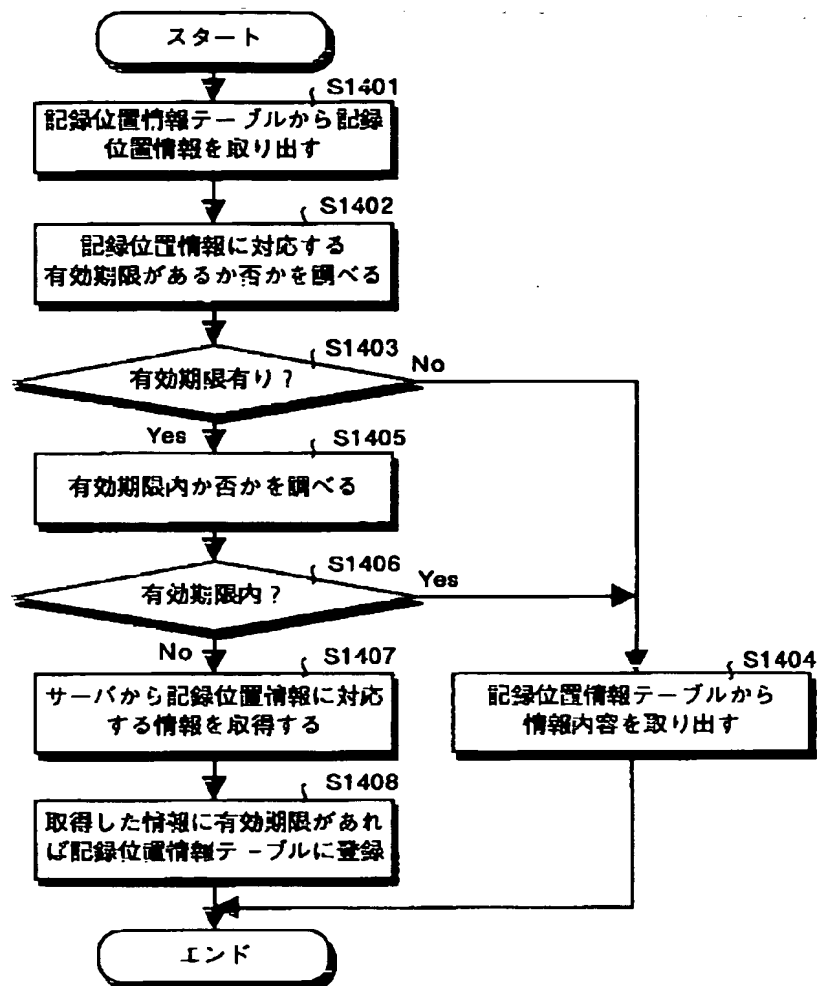 スタート
S1401
記録位置情報テーブルから記録
位置情報を取り出す
S1402
記録位置情報に対応する
有効期限があるか否かを調べる
S1403
有効期限有り?
No
Yes
S1405
有効期限内か否かを調べる
S1406
有効期限内?
Yes
No
S1407
サーバから記録位置情報に対応
する情報を取得する
S1404
記録位置情報テーブルから
情報内容を取り出す
S1408
取得した情報に有効期限があれ
ば記録位置情報テーブルに登録
エンド